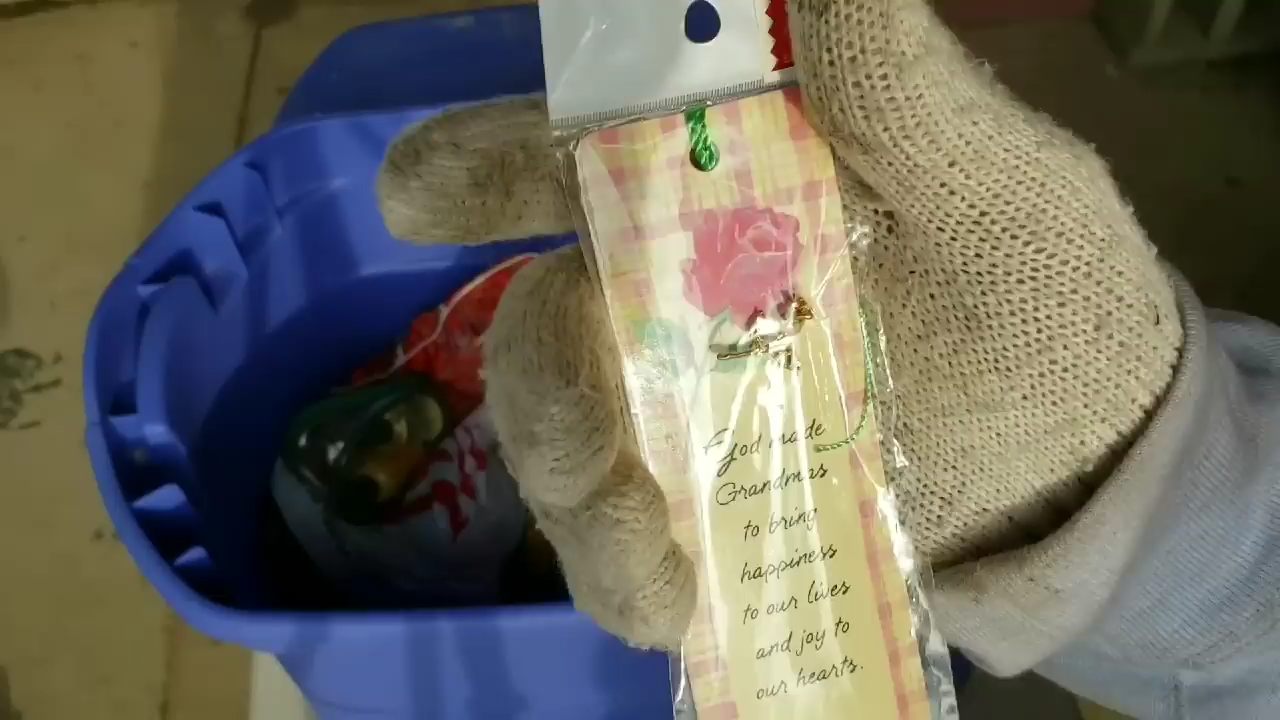 God made
Grandmas
to bring
happiness
to our lives
and joy to
our hearts.